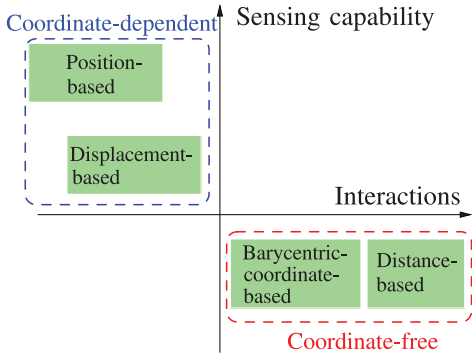 Coordinate-dependent
Sensing capability
Position-
based
Displacement-
based
Interactions
Barycentric-
coordinate-
based
Distance-
based
Coordinate-free